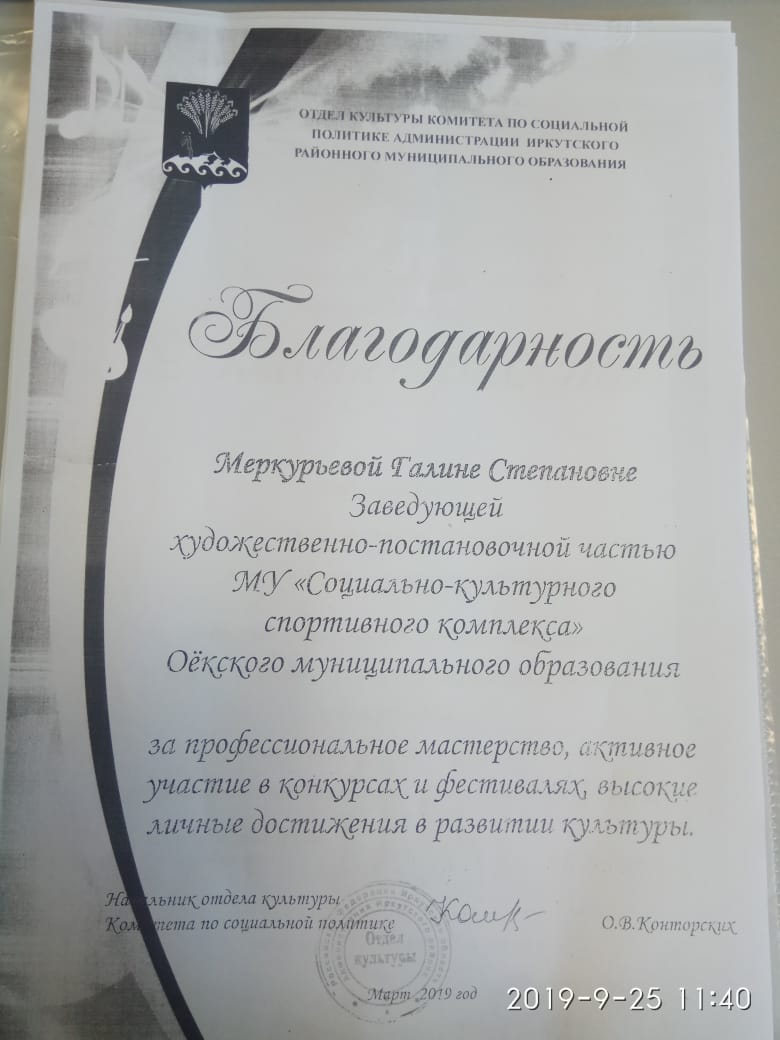 ОТДЕЛ КУЛЬТУРЫ КОМИТЕТА ПО СОЦИАЛЬНОЙ
ПОЛИТИКЕ АДМИНИСТРАЦИИ ИРКУТСКОГО
РАЙОННОГО МУНИЦИПАЛЬНОГО ОБРАЗОВАНИЯ
Благодарность
Меркурьевой Галине Степановне
Заведующей
художественно-постановочной частью
МУ «Социально-культурного
спортивного комплекса»
Оёкского муниципального образования
за профессиональное мастерство, активное
участие в конкурсах и фестивалях, высокие
личные достижения в развитии культуры.
Начальник отдела культуры
Комитета по социальной политике
О.В.Конторских
Отдел
культуры
Март 2019 год
2019-9-25 11:40